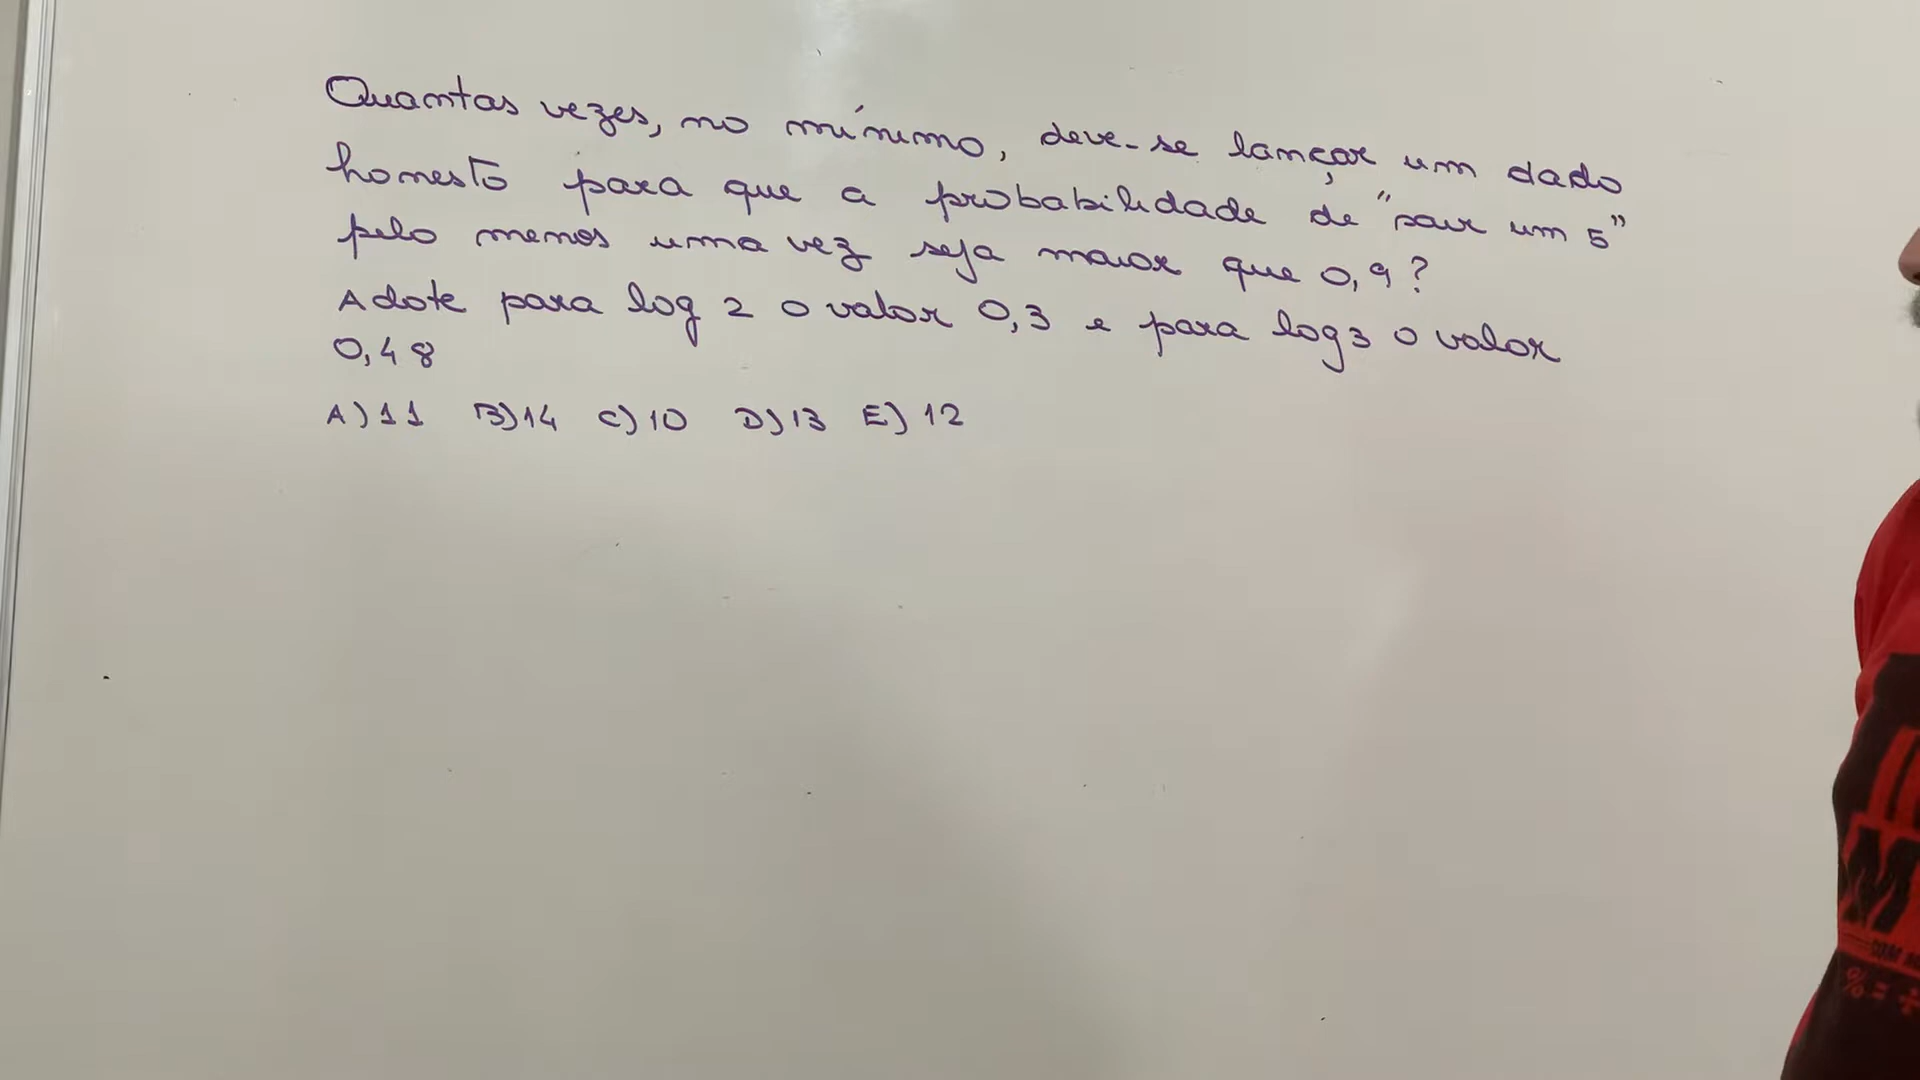 Quantas vezes, no mínimo, deve-se lançar um dado
honesto para que a probabilidade de "sair um 5"
pelo menos uma vez seja maior que 0,9?
Adote para log 2 o valor 0,3 e para log 3 o valor
0,48
A) 11 B) 14 C) 10 D) 13 E) 12
% = ÷